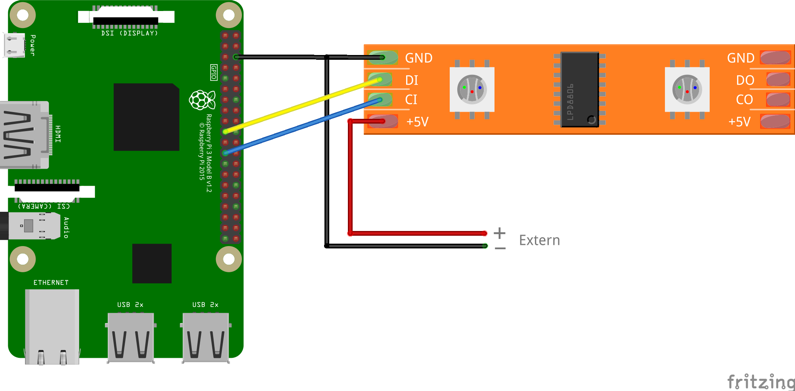 DSI (DISPLAY)
Power
HDMI
CSI (CAMERA)
Audio
ETHERNET
USB 2x
USB 2x
GPIO
Raspberry Pi 3 Model B v1.2
© Raspberry Pi 2015
GND
DI
CI
+5V
LPD8806
GND
DO
CO
+5V
+
−
Extern
fritzing